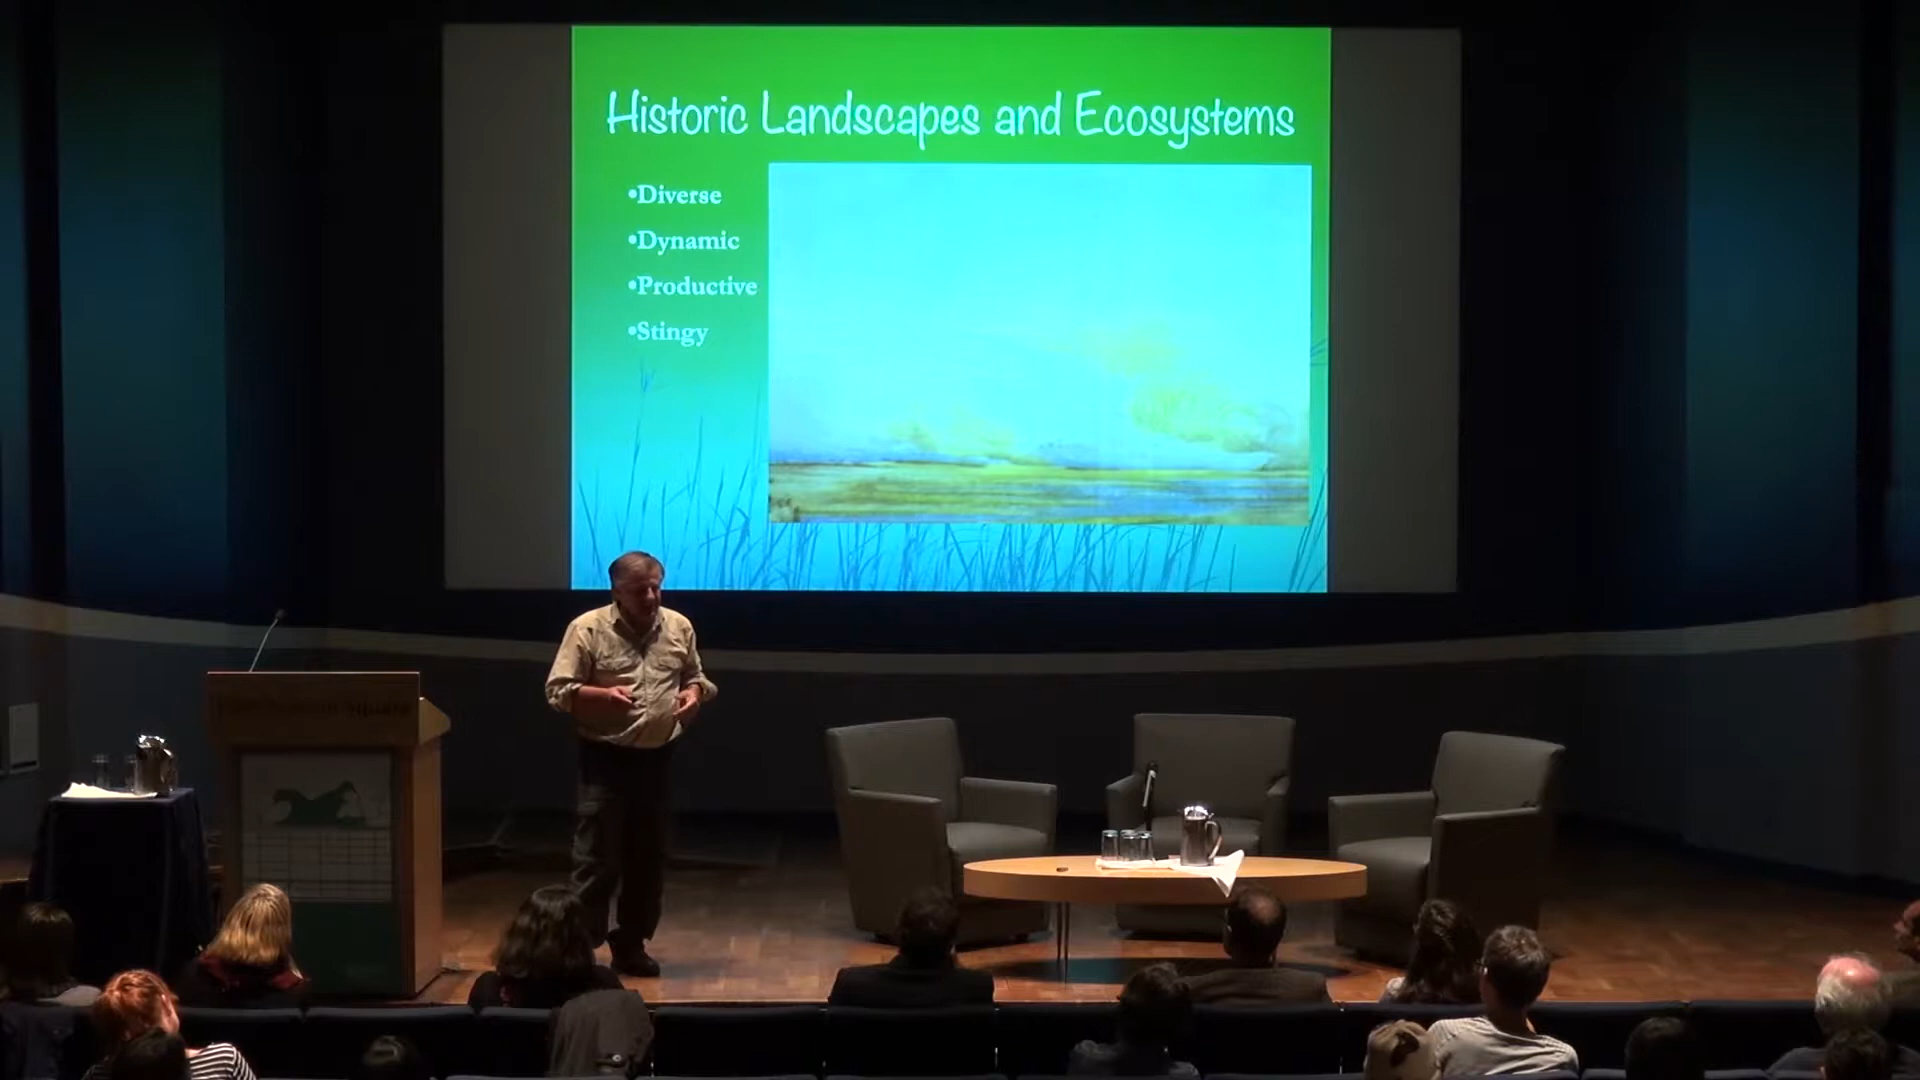 Historic Landscapes and Ecosystems
•Diverse
•Dynamic
•Productive
•Stingy